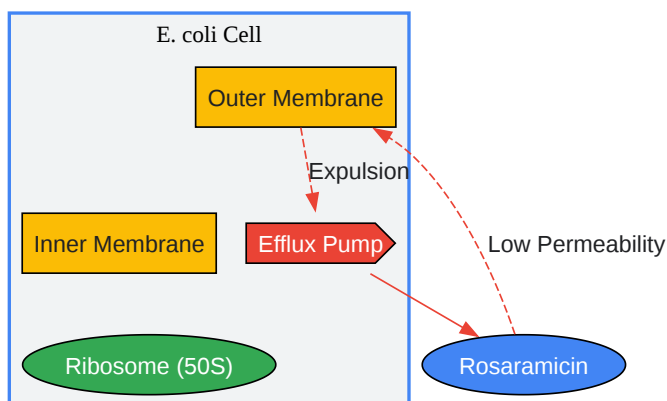 E. coli Cell
Outer Membrane
Expulsion
Inner Membrane
Efflux Pump
Low Permeability
Ribosome (50S)
Rosaramicin